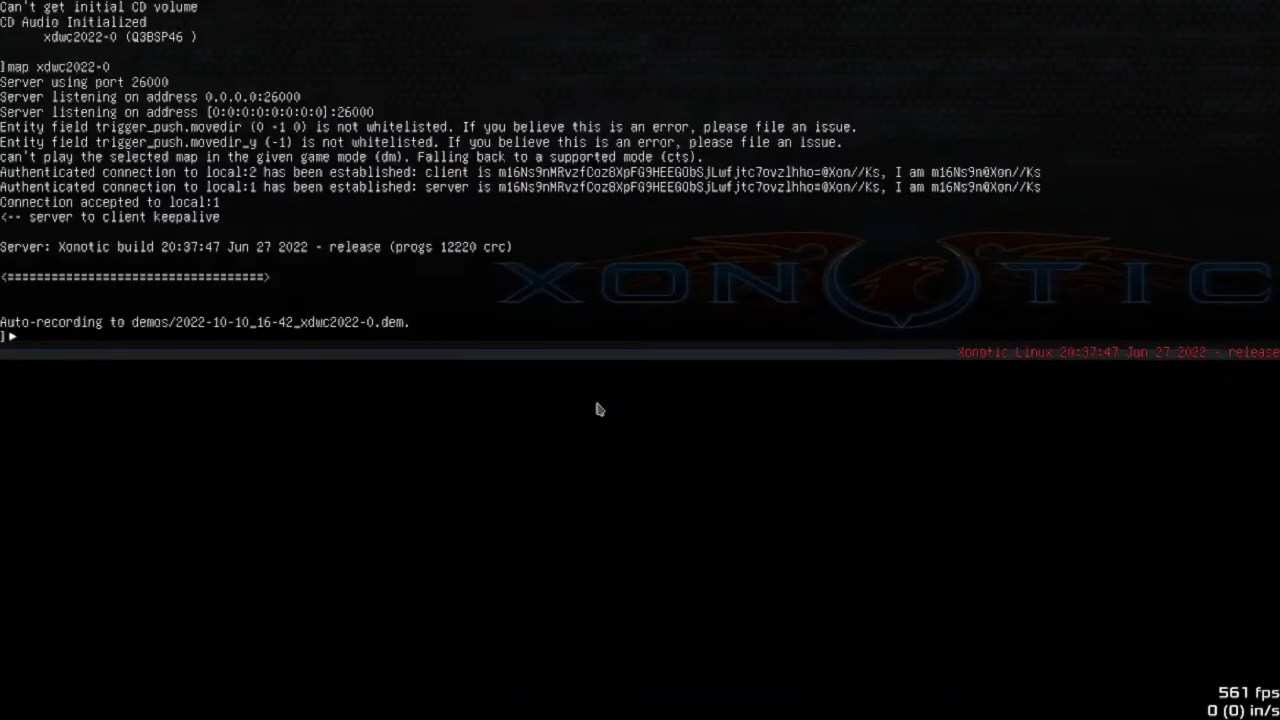 Can't get initial CD volume
CD Audio Initialized
xdwc2022-0 (Q3BSP46 )
]map xdwc2022-0
Server using port 26000
Server listening on address 0.0.0.0:26000
Server listening on address [0:0:0:0:0:0:0:0]:26000
Entity field trigger_push.movedir (0 -1 0) is not whitelisted. If you believe this is an error, please file an issue.
Entity field trigger_push.movedir_y (-1) is not whitelisted. If you believe this is an error, please file an issue.
can't play the selected map in the given game mode (dm). Falling back to a supported mode (cts).
Authenticated connection to local:2 has been established: client is m16Ns9nMRvzfCoz8XpFG9HEEGObSjLwfjtc7ovzlhho=@Xon//Ks, I am m16Ns9n@Xon//Ks
Authenticated connection to local:1 has been established: server is m16Ns9nMRvzfCoz8XpFG9HEEGObSjLwfjtc7ovzlhho=@Xon//Ks, I am m16Ns9n@Xon//Ks
Connection accepted to local:1
<-- server to client keepalive
Server: Xonotic build 20:37:47 Jun 27 2022 - release (progs 12220 crc)
XONOTIC
<===================================>
Auto-recording to demos/2022-10-10_16-42_xdwc2022-0.dem.
]
Xonotic Linux 20:37:47 Jun 27 2022 - release
561 fps
0 (0) in/s